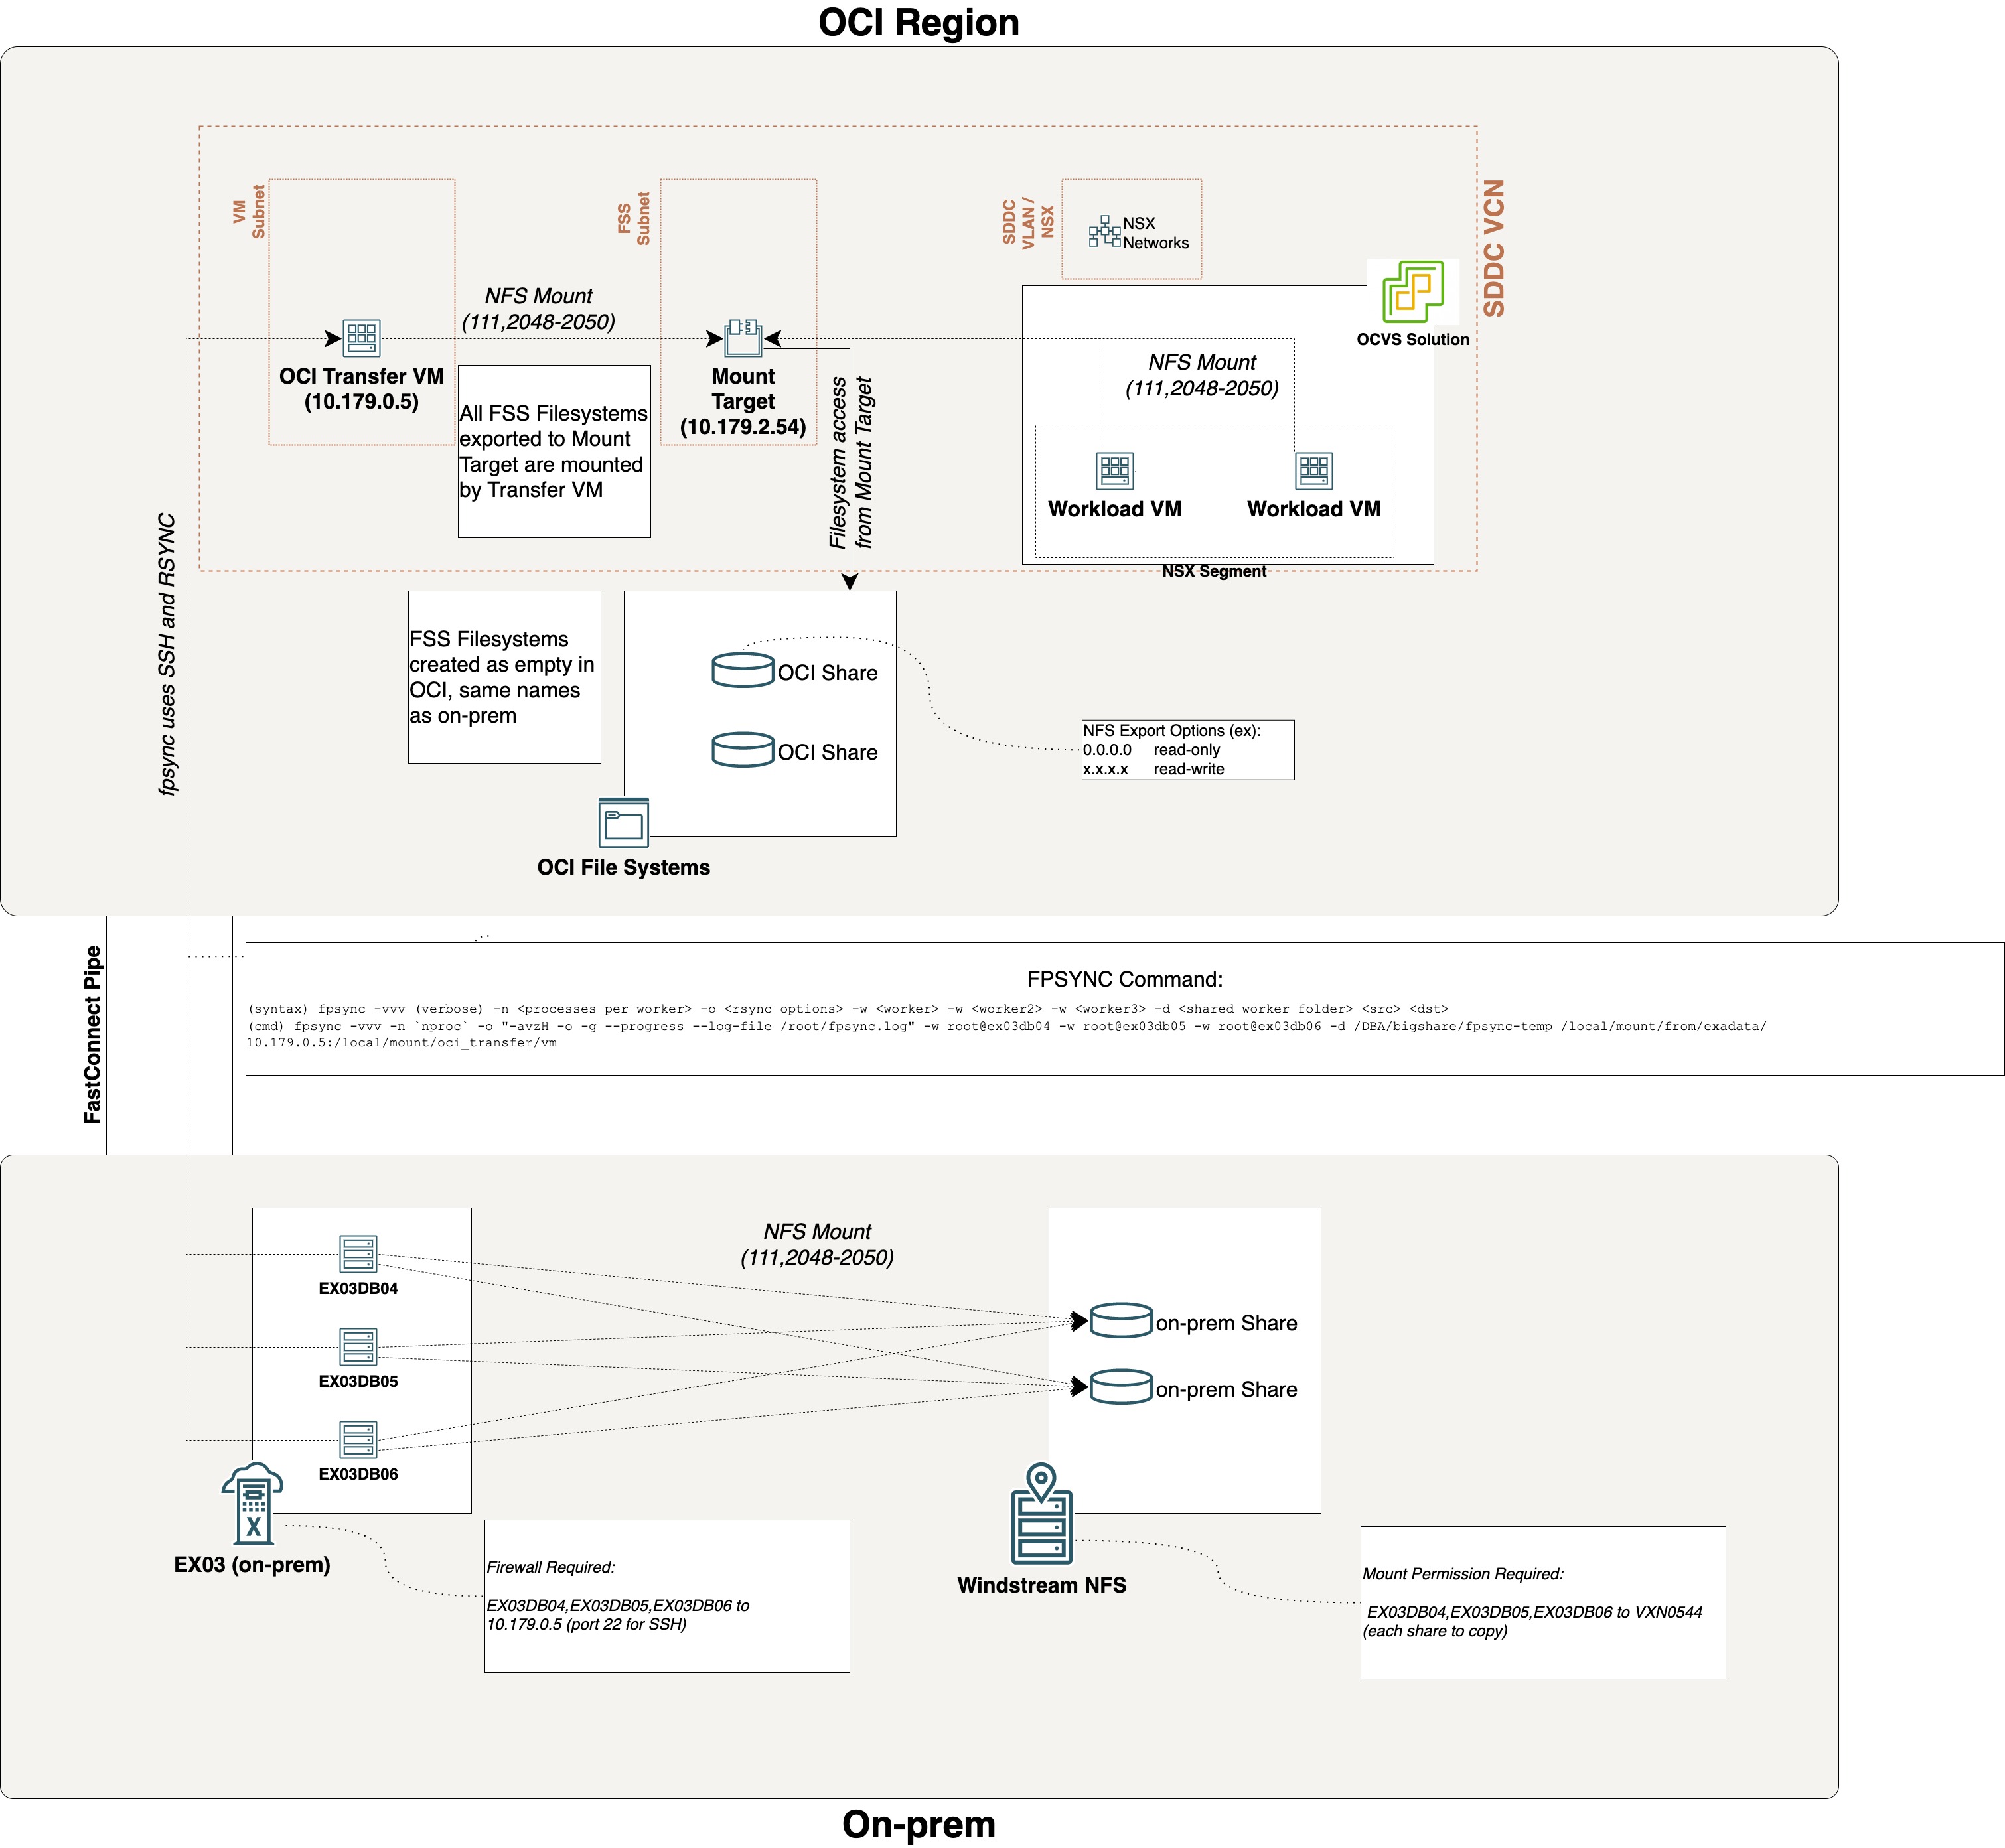 OCI Region
SDDC VCN
VM
Subnet
FSS
Subnet
SDDC
VLAN /
NSX
NSX
Networks
OCVS Solution
NFS Mount
(111,2048-2050)
OCI Transfer VM
(10.179.0.5)
Mount
Target
(10.179.2.54)
All FSS Filesystems
exported to Mount
Target are mounted
by Transfer VM
Filesystem access
from Mount Target
NFS Mount
(111,2048-2050)
Workload VM
Workload VM
NSX Segment
fpsync uses SSH and RSYNC
FSS Filesystems
created as empty in
OCI, same names
as on-prem
OCI Share
OCI Share
NFS Export Options (ex):
0.0.0.0 read-only
x.x.x.x read-write
OCI File Systems
FastConnect Pipe
FPSYNC Command:
(syntax) fpsync -vvv (verbose) -n <processes per worker> -o <rsync options> -w <worker> -w <worker2> -w <worker3> -d <shared worker folder> <src> <dst>
(cmd) fpsync -vvv -n `nproc` -o "-avzH -o -g --progress --log-file /root/fpsync.log" -w root@ex03db04 -w root@ex03db05 -w root@ex03db06 -d /DBA/bigshare/fpsync-temp /local/mount/from/exadata/
10.179.0.5:/local/mount/oci_transfer/vm
NFS Mount
(111,2048-2050)
EX03DB04
EX03DB05
EX03DB06
on-prem Share
on-prem Share
X
EX03 (on-prem)
Windstream NFS
Firewall Required:
EX03DB04,EX03DB05,EX03DB06 to
10.179.0.5 (port 22 for SSH)
Mount Permission Required:
EX03DB04,EX03DB05,EX03DB06 to VXN0544
(each share to copy)
On-prem